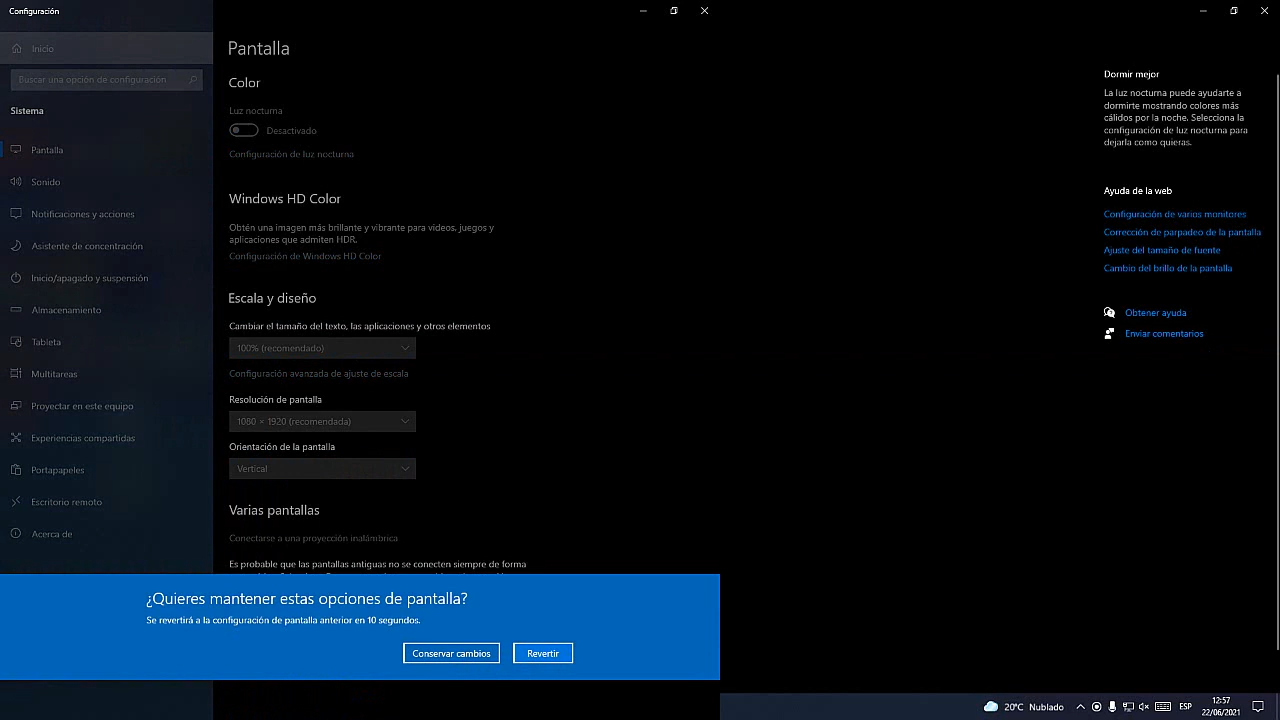 Configuración
Inicio
Buscar una opción de configuración
Sistema
Pantalla
Sonido
Notificaciones y acciones
Asistente de concentración
Inicio/apagado y suspensión
Almacenamiento
Tableta
Multitareas
Proyectar en este equipo
Experiencias compartidas
Portapapeles
Escritorio remoto
Acerca de
Pantalla
Color
Luz nocturna
Desactivado
Configuración de luz nocturna
Windows HD Color
Obtén una imagen más brillante y vibrante para videos, juegos y
aplicaciones que admiten HDR.
Configuración de Windows HD Color
Escala y diseño
Cambiar el tamaño del texto, las aplicaciones y otros elementos
100% (recomendado)
Configuración avanzada de ajuste de escala
Resolución de pantalla
1080 × 1920 (recomendada)
Orientación de la pantalla
Vertical
Varias pantallas
Conectarse a una proyección inalámbrica
Es probable que las pantallas antiguas no se conecten siempre de forma
¿Quieres mantener estas opciones de pantalla?
Se revertirá a la configuración de pantalla anterior en 10 segundos.
Conservar cambios
Revertir
Dormir mejor
La luz nocturna puede ayudarte a
dormirte mostrando colores más
cálidos por la noche. Selecciona la
configuración de luz nocturna para
dejarla como quieras.
Ayuda de la web
Configuración de varios monitores
Corrección de parpadeo de la pantalla
Ajuste del tamaño de fuente
Cambio del brillo de la pantalla
Obtener ayuda
Enviar comentarios
20°C Nublado
ESP
12:57
22/06/2021